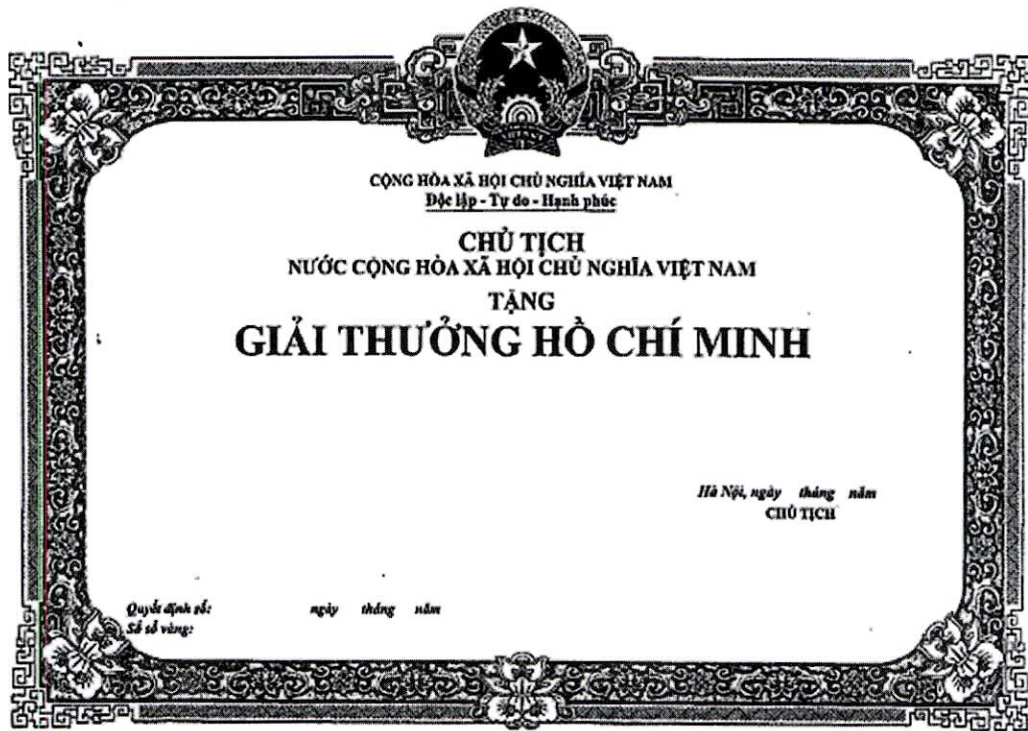 CỘNG HÒA XÃ HỘI CHỦ NGHĨA VIỆT NAM
Độc lập - Tự do - Hạnh phúc
CHỦ TỊCH
NƯỚC CỘNG HÒA XÃ HỘI CHỦ NGHĨA VIỆT NAM
TẶNG
GIẢI THƯỞNG HỒ CHÍ MINH
Hà Nội, ngày tháng năm
CHỦ TỊCH
Quyết định số: ngày tháng năm
Số sổ vàng: